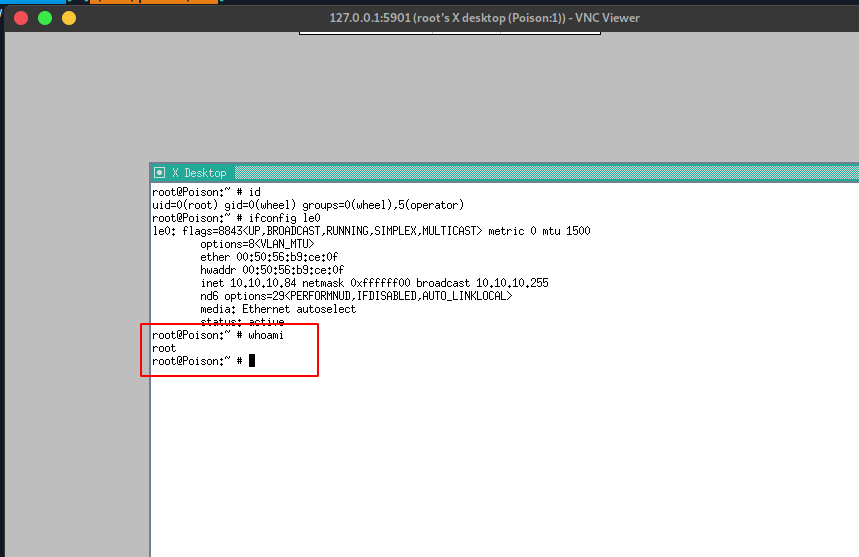 127.0.0.1:5901 (root's X desktop (Poison:1)) - VNC Viewer
X Desktop
root@Poison:~ # id
uid=0(root) gid=0(wheel) groups=0(wheel),5(operator)
root@Poison:~ # ifconfig le0
le0: flags=8843<UP,BROADCAST,RUNNING,SIMPLEX,MULTICAST> metric 0 mtu 1500
options=8<VLAN_MTU>
ether 00:50:56:b9:ce:0f
hwaddr 00:50:56:b9:ce:0f
inet 10.10.10.84 netmask 0xffffff00 broadcast 10.10.10.255
nd6 options=29<PERFORMNUD,IFDISABLED,AUTO_LINKLOCAL>
media: Ethernet autoselect
status: active
root@Poison:~ # whoami
root
root@Poison:~ #